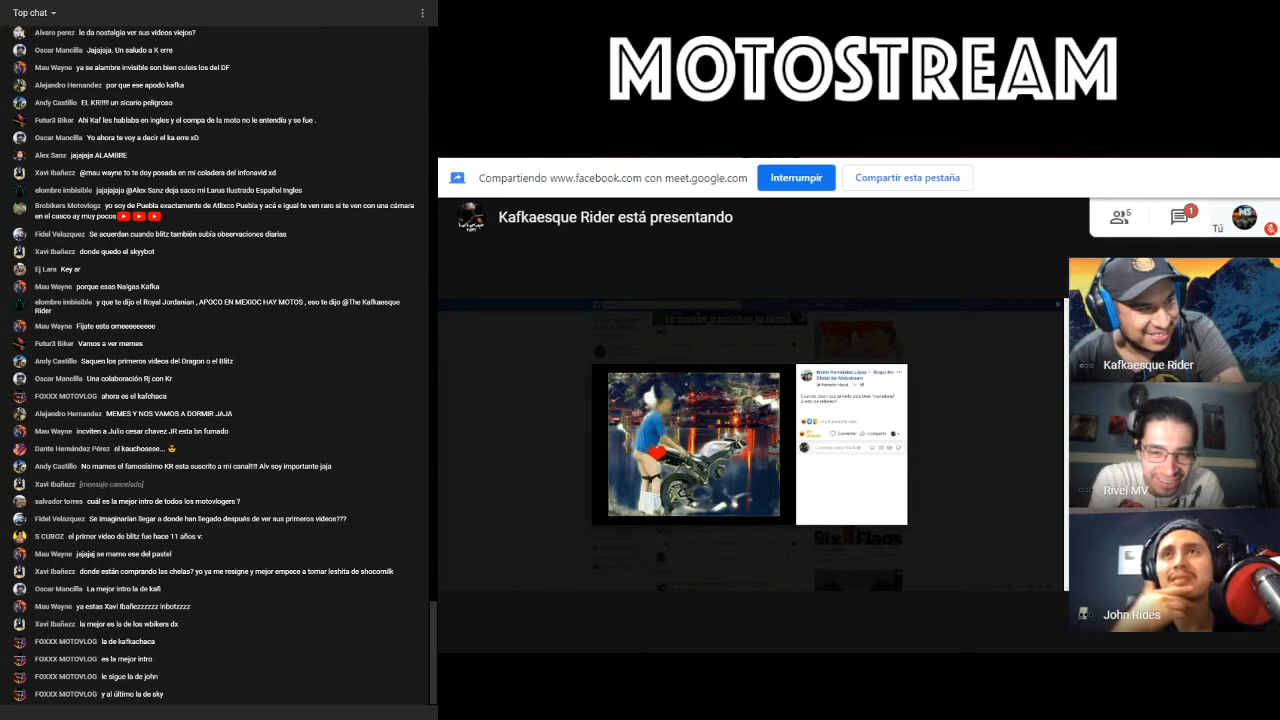 Top chat
Alvaro perez le da nostalgía ver sus videos viejos?
Oscar Mancilla Jajajaja. Un saludo a K erre
Mau Wayne ya se alambre invisible son bien culeis los del DF
Alejandro Hernandez por que ese apodo kafka
Andy Castillo EL KR!!!!! un sicario peligroso
Futur3 Biker Ahi Kaf les hablaba en ingles y el compa de la moto no le entendía y se fue .
Oscar Mancilla Yo ahora te voy a decir el ka erre xD
Alex Sanz jajajaja ALAMBRE
Xavi Ibañezz @mau wayne to te doy posada en mi coladera del infonavid xd
elombre imbisible jajajajaja @Alex Sanz deja saco mi Larus Ilustrado Español Ingles
Brobikers Motovlogz yo soy de Puebla exactamente de Atlixco Puebla y acá e igual te ven raro si te ven con una cámara
en el casco ay muy pocos
Fidel Velazquez Se acuerdan cuando blitz también subía observaciones diarias
Xavi Ibañezz donde quedo el skyybot
Ej Lara Key ar
Mau Wayne porque esas Nalgas Kafka
elombre imbisible y que te dijo el Royal Jordanian , APOCO EN MEXIOC HAY MOTOS , eso te dijo @The Kafkaesque
Rider
Mau Wayne Fijate esta omeeeeeeeee
Futur3 Biker Vamos a ver memes
Andy Castillo Saquen los primeros videos del Dragon o el Blitz
Oscar Mancilla Una colaboración Rj con Kr
FOXXX MOTOVLOG ahora es el kafchaca
Alejandro Hernandez MEMES Y NOS VAMOS A DORMIR JAJA
Mau Wayne inviten a julio cesar chavez JR esta bn fumado
Dante Hernández Pérez el kauchosese...
Andy Castillo No mames el famosísimo KR esta suscrito a mi canal!!! Alv soy importante jaja
Xavi Ibañezz [mensaje cancelado]
salvador torres cuál es la mejor intro de todos los motovlogers ?
Fidel Velazquez Se imaginarían llegar a donde han llegado después de ver sus primeros videos???
S CUBOZ el primer video de blitz fue hace 11 años v:
Mau Wayne jajajaj se mamo ese del pastel
Xavi Ibañezz donde están comprando las chelas? yo ya me resigne y mejor empece a tomar leshita de shocomilk
Oscar Mancilla La mejor intro la de kafi
Mau Wayne ya estas Xavi Ibañezzzzzz inbotzzzz
Xavi Ibañezz la mejor es la de los wbikers dx
FOXXX MOTOVLOG la de kafkachaca
FOXXX MOTOVLOG es la mejor intro
FOXXX MOTOVLOG le sigue la de john
FOXXX MOTOVLOG y al último la de sky
MOTOSTREAM
Compartiendo www.facebook.com con meet.google.com
Interrumpir
Compartir esta pestaña
Kafkaesque Rider está presentando
5
1
Tú
Emilio Fernández López
Oficial del Motostream
Six Flags
Kafkaesque Rider
Rivel MV
John Rides